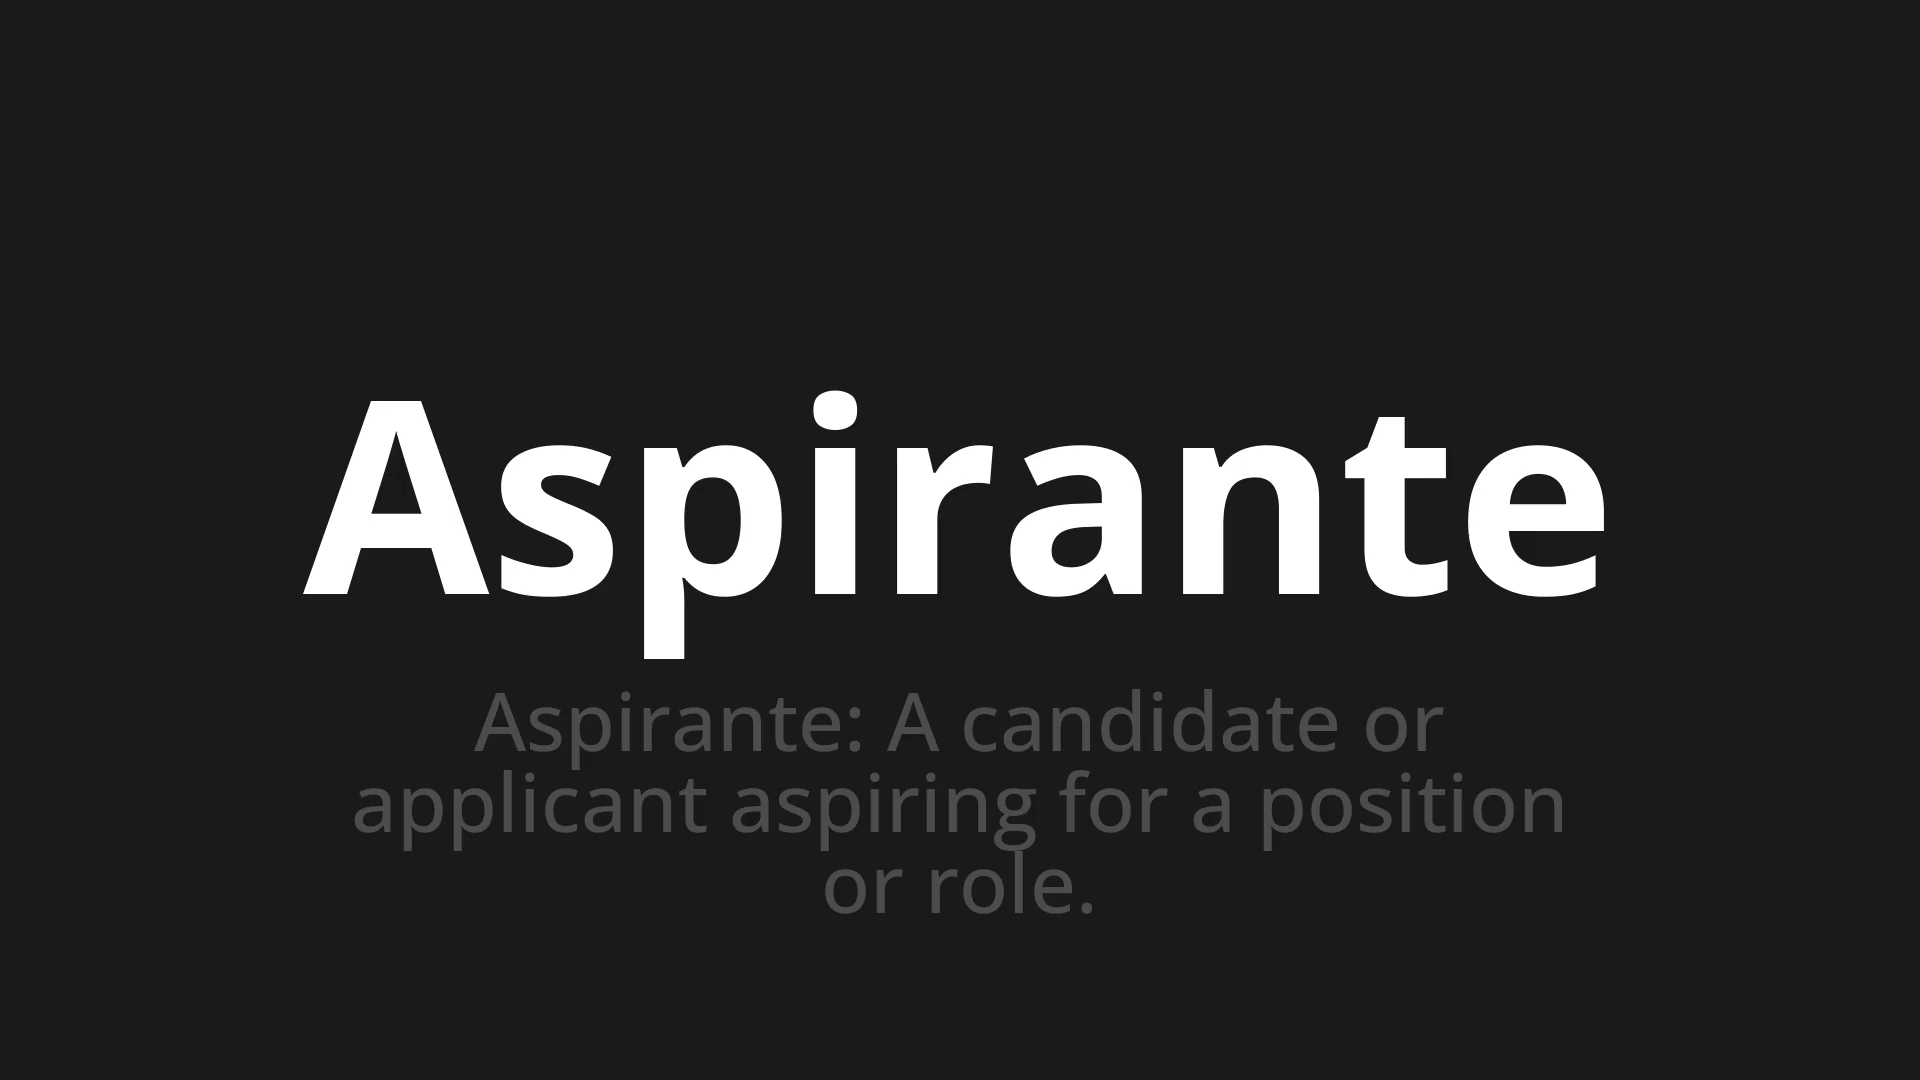 Aspirante
Aspirante: A candidate or
applicant aspiring for a position
or role.